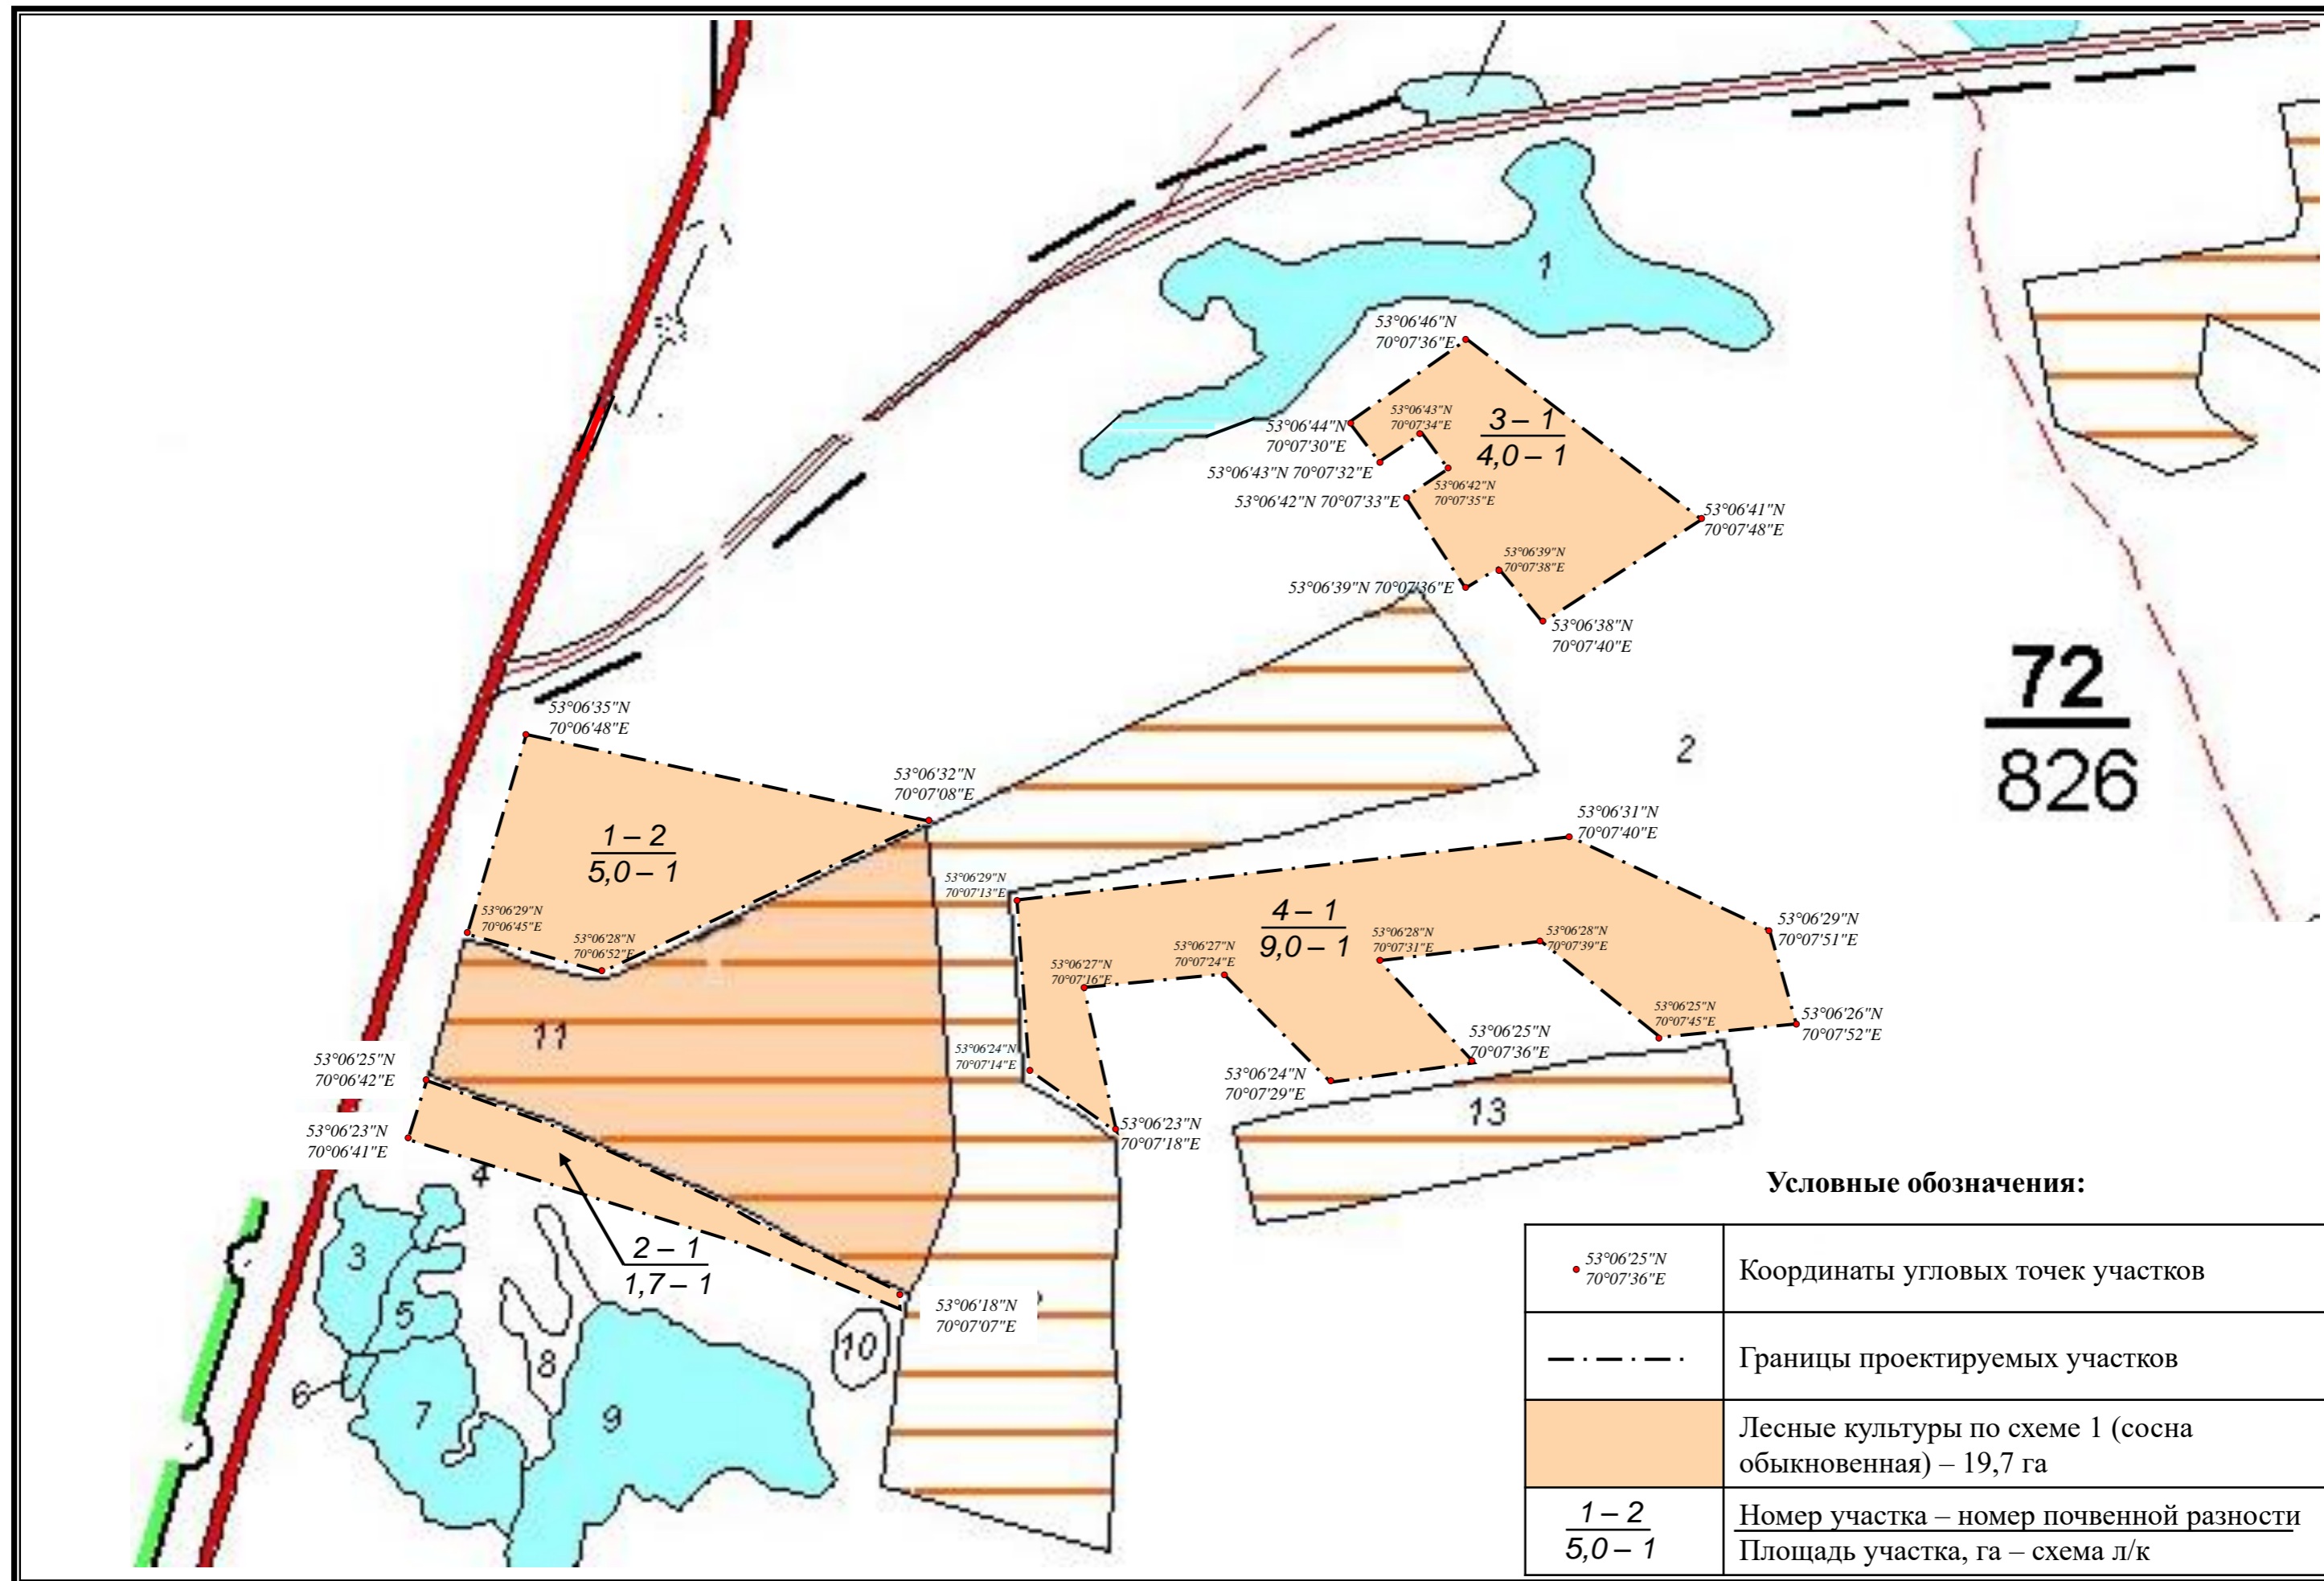 1
53°06'46"N
70°07'36"E
53°06'44"N
70°07'30"E
53°06'43"N
70°07'34"E
3 – 1
4,0 – 1
53°06'43"N 70°07'32"E
53°06'42"N
70°07'35"E
53°06'42"N 70°07'33"E
53°06'41"N
70°07'48"E
53°06'39"N
70°07'38"E
53°06'39"N 70°07'36"E
53°06'38"N
70°07'40"E
72
826
2
53°06'35"N
70°06'48"E
53°06'32"N
70°07'08"E
1 – 2
5,0 – 1
53°06'29"N
70°06'45"E
53°06'28"N
70°06'52"E
53°06'31"N
70°07'40"E
53°06'29"N
70°07'13"E
4 – 1
9,0 – 1
53°06'27"N
70°07'16"E
53°06'27"N
70°07'24"E
53°06'28"N
70°07'31"E
53°06'28"N
70°07'39"E
53°06'29"N
70°07'51"E
53°06'25"N
70°07'45"E
53°06'26"N
70°07'52"E
53°06'25"N
70°07'36"E
53°06'24"N
70°07'29"E
53°06'24"N
70°07'14"E
53°06'23"N
70°07'18"E
11
13
53°06'25"N
70°06'42"E
53°06'23"N
70°06'41"E
4
2 – 1
1,7 – 1
53°06'18"N
70°07'07"E
3
5
6
7
8
9
10
Условные обозначения:
53°06'25"N
70°07'36"E
Координаты угловых точек участков
Границы проектируемых участков
Лесные культуры по схеме 1 (сосна
обыкновенная) – 19,7 га
1 – 2
5,0 – 1
Номер участка – номер почвенной разности
Площадь участка, га – схема л/к